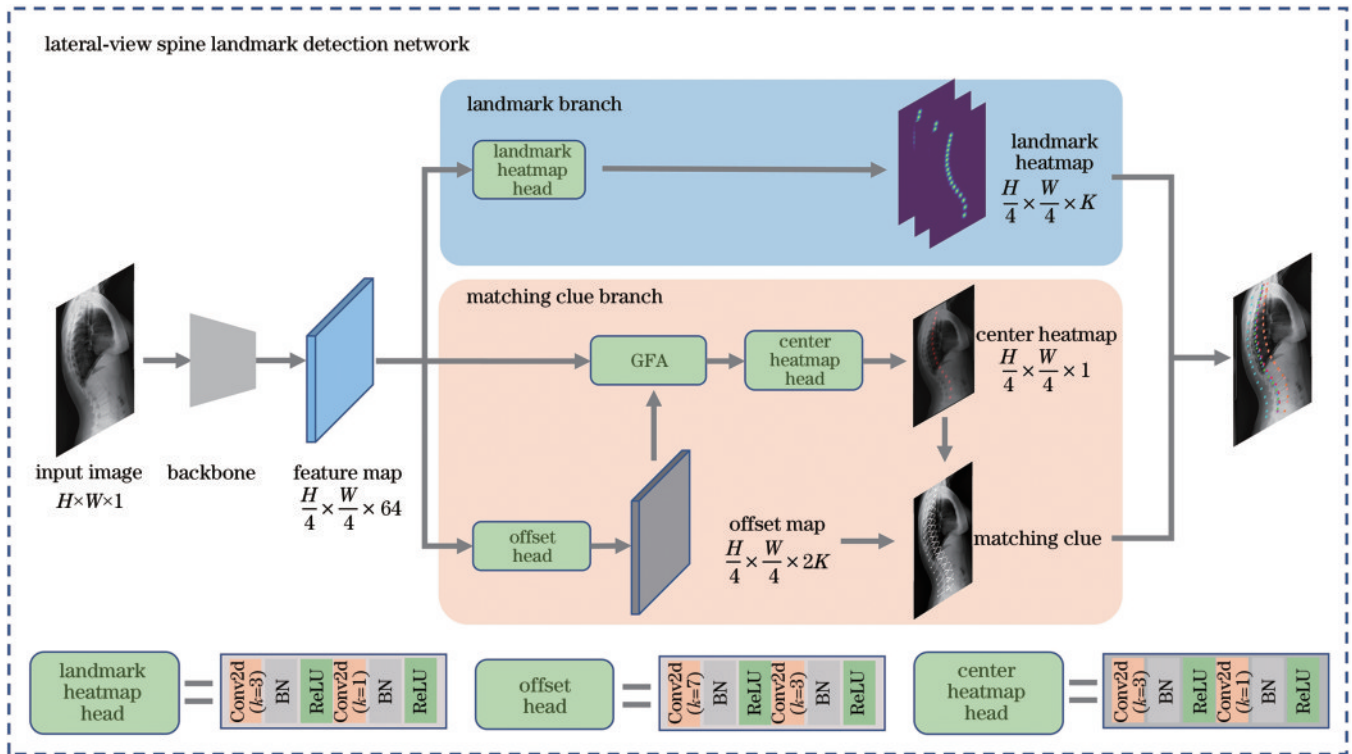 lateral-view spine landmark detection network
landmark branch
landmark
heatmap
head
landmark
heatmap
H/4 × W/4 × K
matching clue branch
GFA
center
heatmap
head
center heatmap
H/4 × W/4 × 1
input image
H×W×1
backbone
feature map
H/4 × W/4 × 64
offset
head
offset map
H/4 × W/4 × 2K
matching clue
landmark
heatmap
head
Conv2d
(k=3)
BN
ReLU
Conv2d
(k=1)
BN
ReLU
offset
head
Conv2d
(k=7)
BN
ReLU
Conv2d
(k=3)
BN
ReLU
center
heatmap
head
Conv2d
(k=3)
BN
ReLU
Conv2d
(k=1)
BN
ReLU